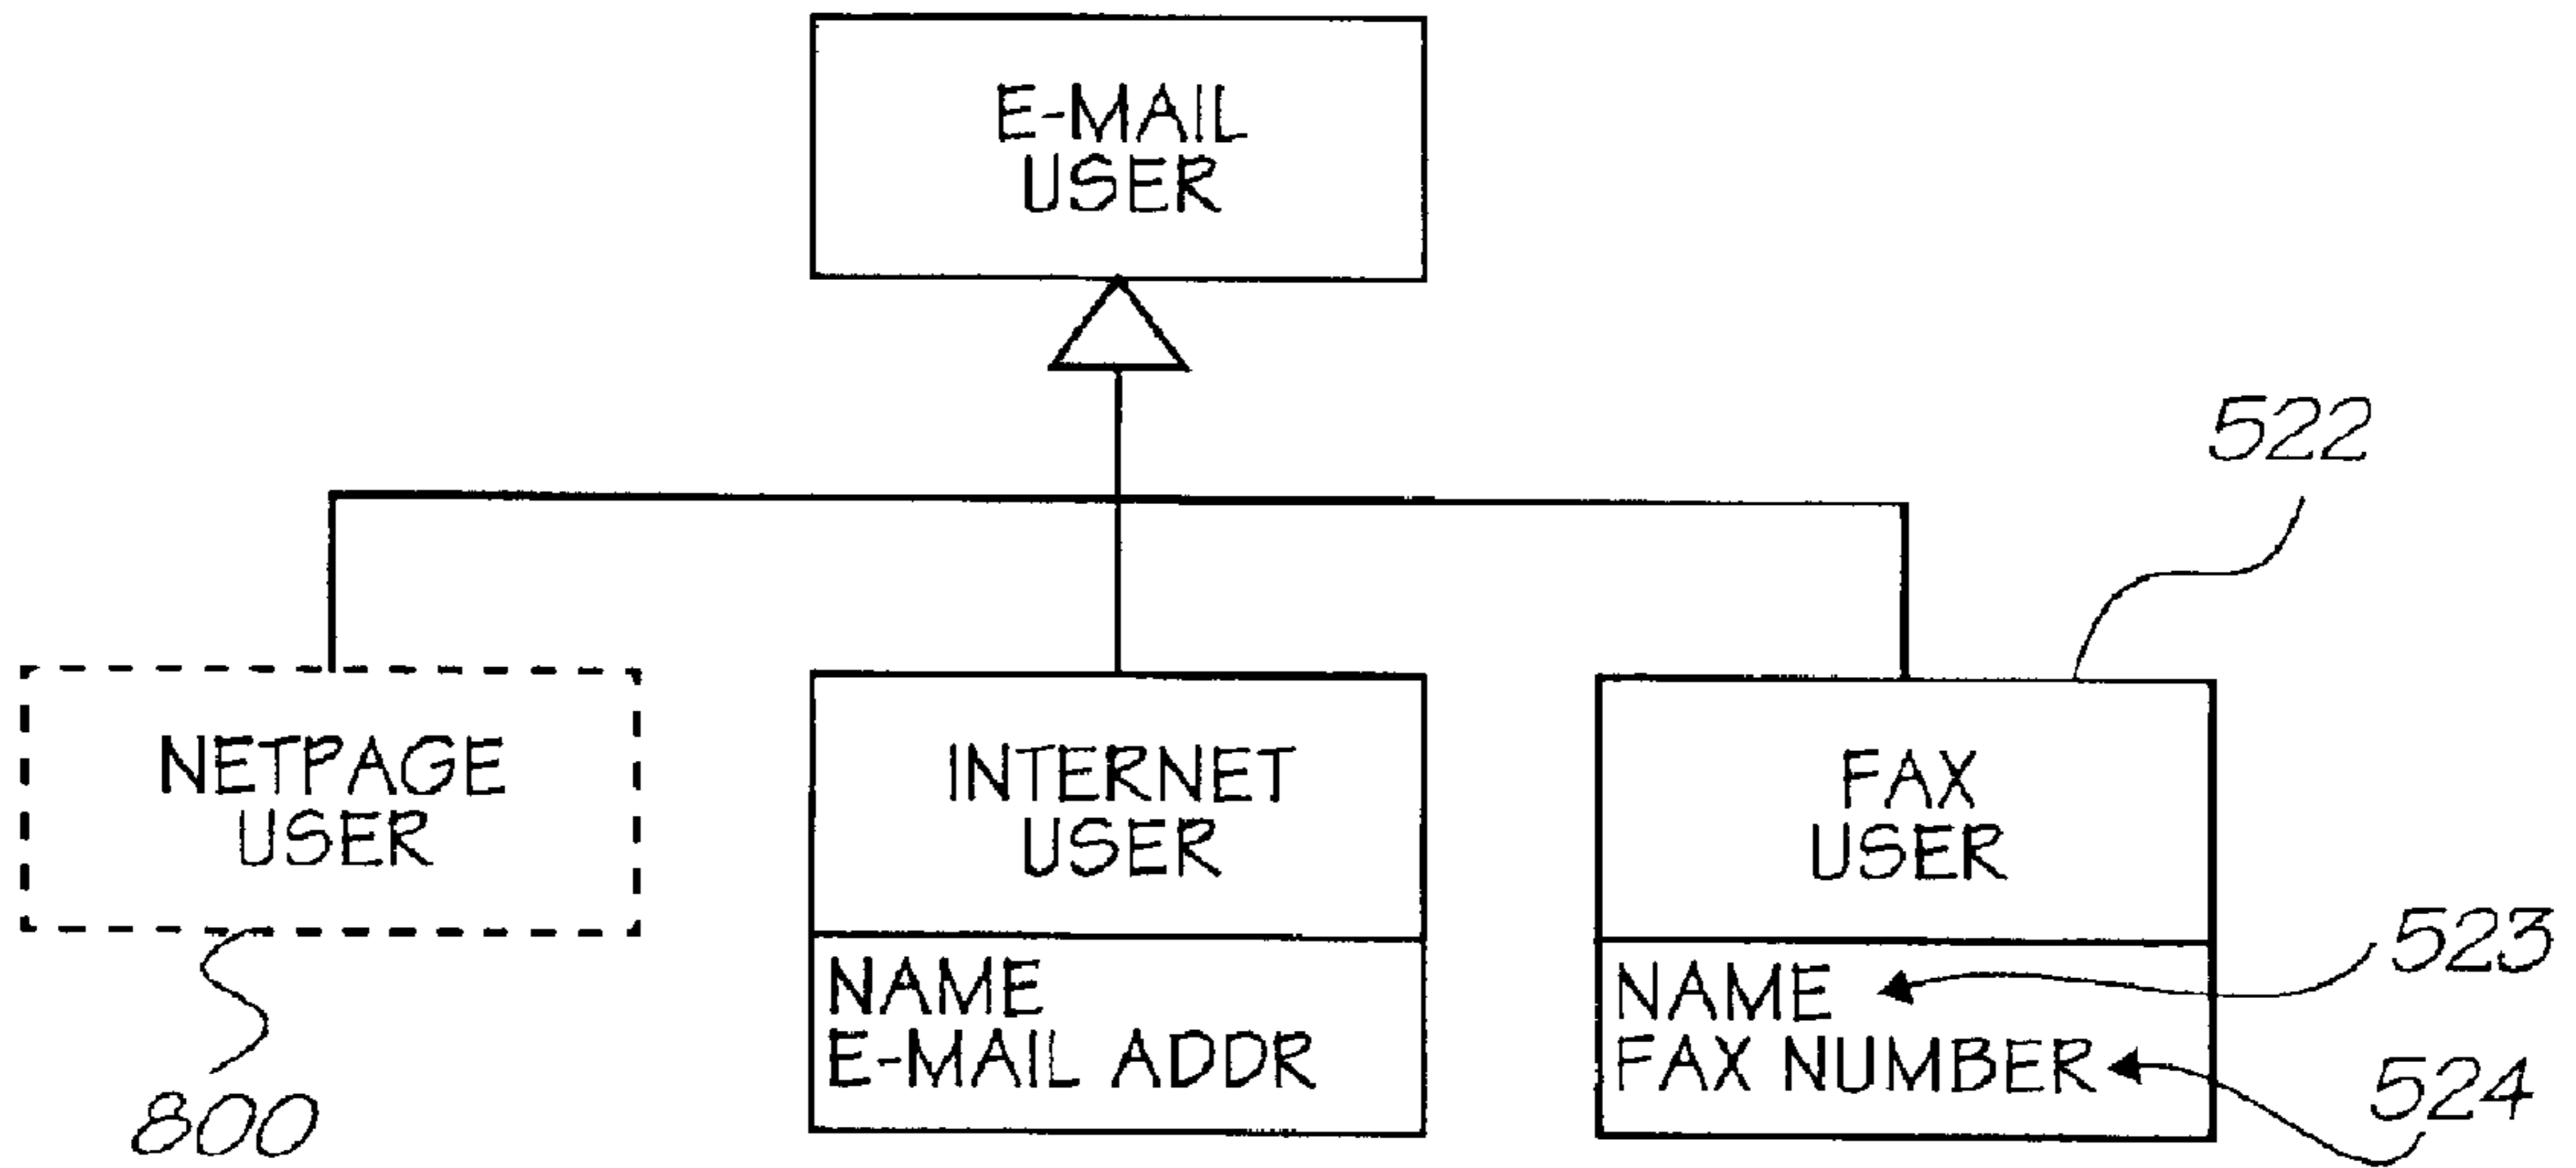 E-MAIL
USER
522
NETPAGE
USER
INTERNET
USER
FAX
USER
NAME
E-MAIL ADDR
NAME
FAX NUMBER
523
524
800